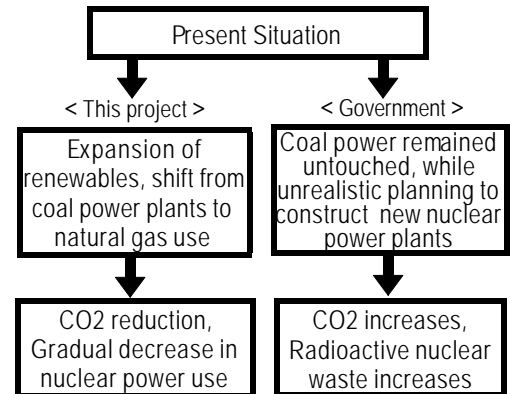 Present Situation
< This project >
< Government >
Expansion of
renewables, shift from
coal power plants to
natural gas use
Coal power remained
untouched, while
unrealistic planning to
construct new nuclear
power plants
CO2 reduction,
Gradual decrease in
nuclear power use
CO2 increases,
Radioactive nuclear
waste increases